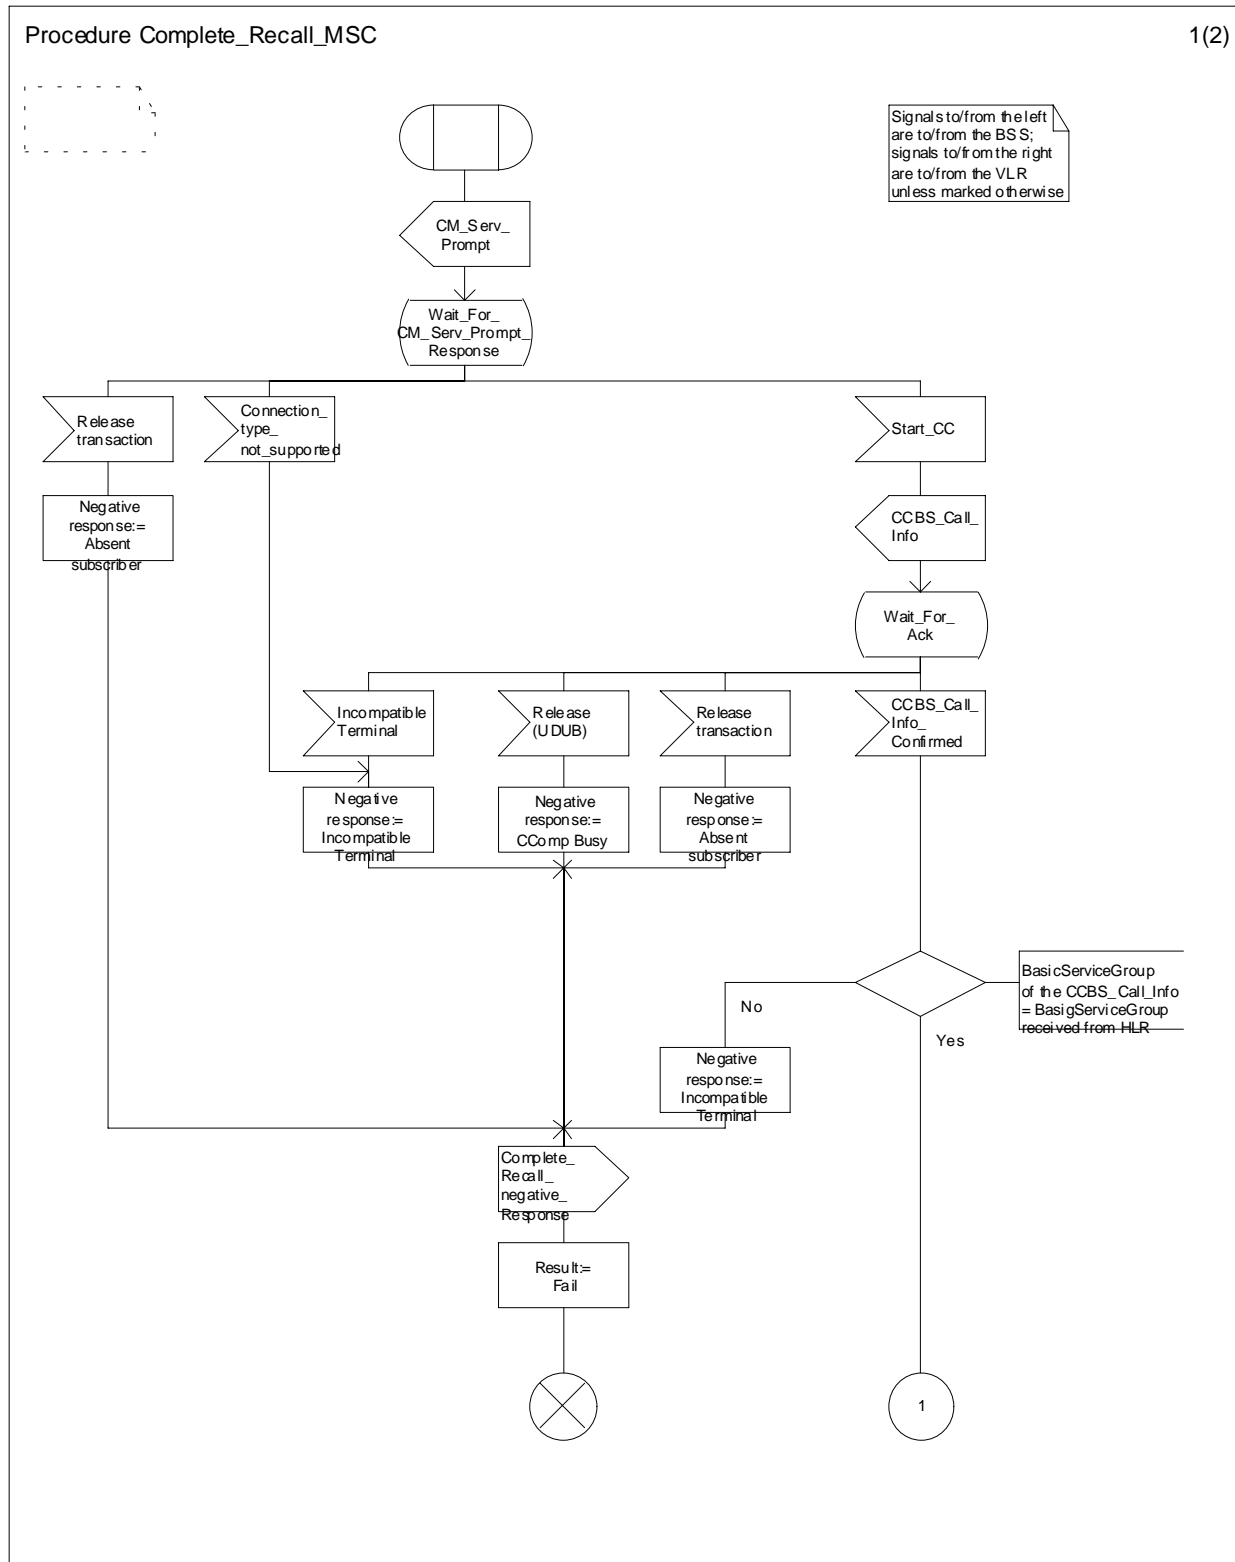 Procedure Complete_Recall_MSC
1(2)
Signals to/from the left
are to/from the BSS;
signals to/from the right
are to/from the VLR
unless marked otherwise
CM_Serv_
Prompt
Wait_For_
CM_Serv_Prompt_
Response
Release
transaction
Connection_
type_
not_supported
Start_CC
Negative
response:=
Absent
subscriber
CCBS_Call_
Info
Wait_For_
Ack
Incompatible
Terminal
Release
(UDUB)
Release
transaction
CCBS_Call_
Info_
Confirmed
Negative
response:=
Incompatible
Terminal
Negative
response:=
CComp Busy
Negative
response:=
Absent
subscriber
BasicServiceGroup
of the CCBS_Call_Info
= BasigServiceGroup
received from HLR
No
Yes
Negative
response:=
Incompatible
Terminal
Complete_
Recall_
negative_
Response
Result:=
Fail
1